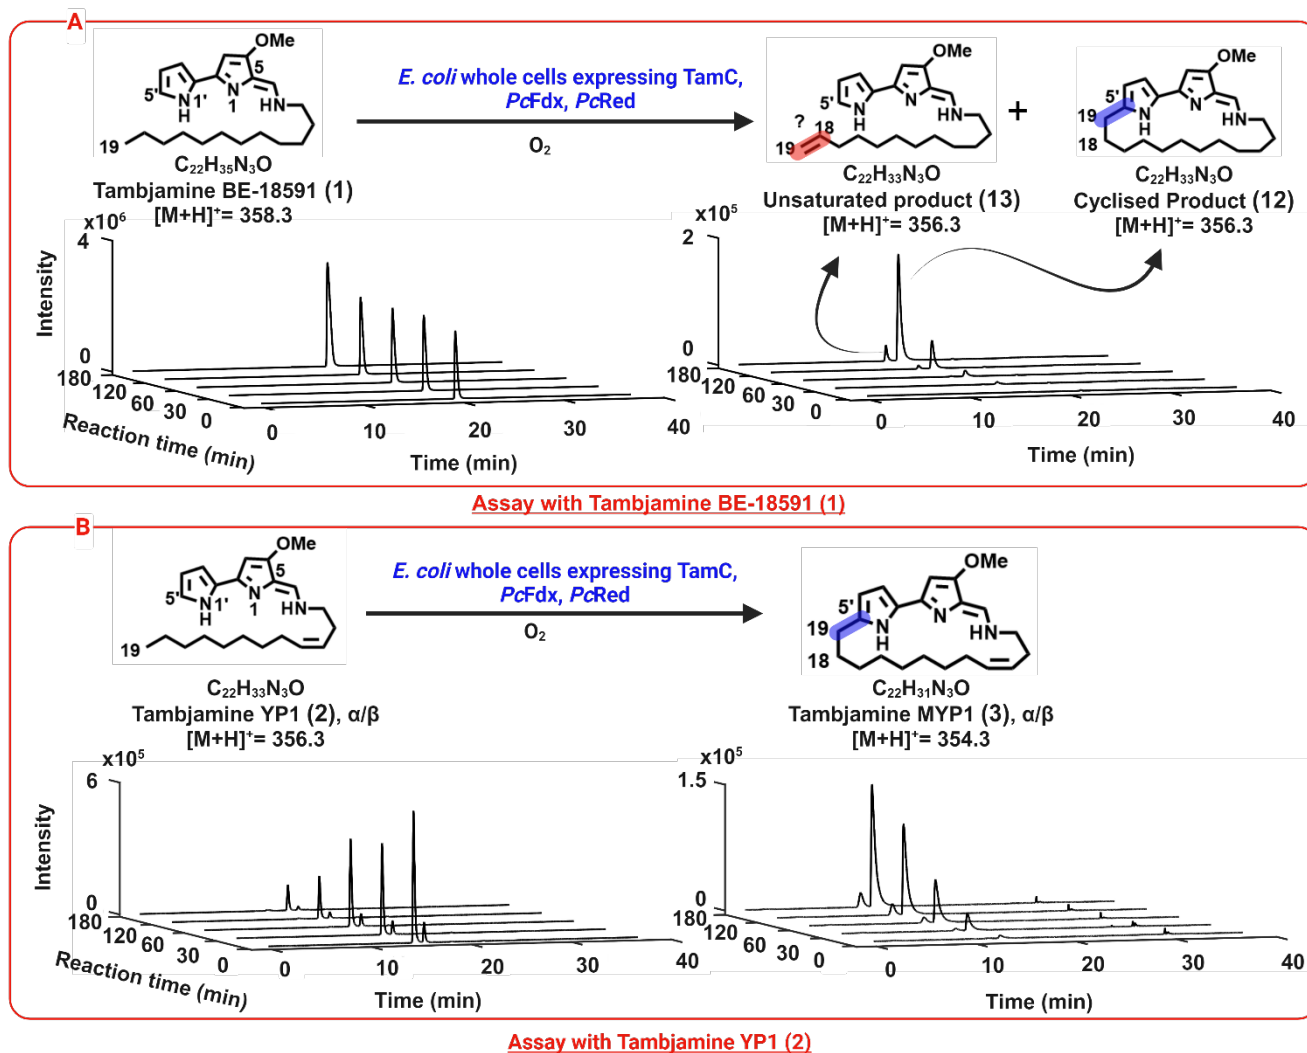 A
OMe
5
5'
N
H
1'
N
1
HN
19
C₂₂H₃₅N₃O
Tambjamine BE-18591 (1)
[M+H]⁺= 358.3
E. coli whole cells expressing TamC,
PcFdx, PcRed
O₂
OMe
5'
N
H
N
HN
?
18
19
C₂₂H₃₃N₃O
Unsaturated product (13)
[M+H]⁺= 356.3
+
OMe
5'
19
N
H
N
HN
18
C₂₂H₃₃N₃O
Cyclised Product (12)
[M+H]⁺= 356.3
x10⁶
4
Intensity
0
180
120
60
30
0
Reaction time (min)
0 10 20 30 40
Time (min)
x10⁵
2
0
180
120
60
30
0
0 10 20 30 40
Time (min)
Assay with Tambjamine BE-18591 (1)
B
OMe
5
5'
N
H
1'
N
1
HN
19
C₂₂H₃₃N₃O
Tambjamine YP1 (2), α/β
[M+H]⁺= 356.3
E. coli whole cells expressing TamC,
PcFdx, PcRed
O₂
OMe
5'
19
N
H
N
HN
18
C₂₂H₃₁N₃O
Tambjamine MYP1 (3), α/β
[M+H]⁺= 354.3
x10⁵
6
Intensity
0
180
120
60
30
0
Reaction time (min)
0 10 20 30 40
Time (min)
x10⁵
1.5
0
180
120
60
30
0
0 10 20 30 40
Time (min)
Assay with Tambjamine YP1 (2)